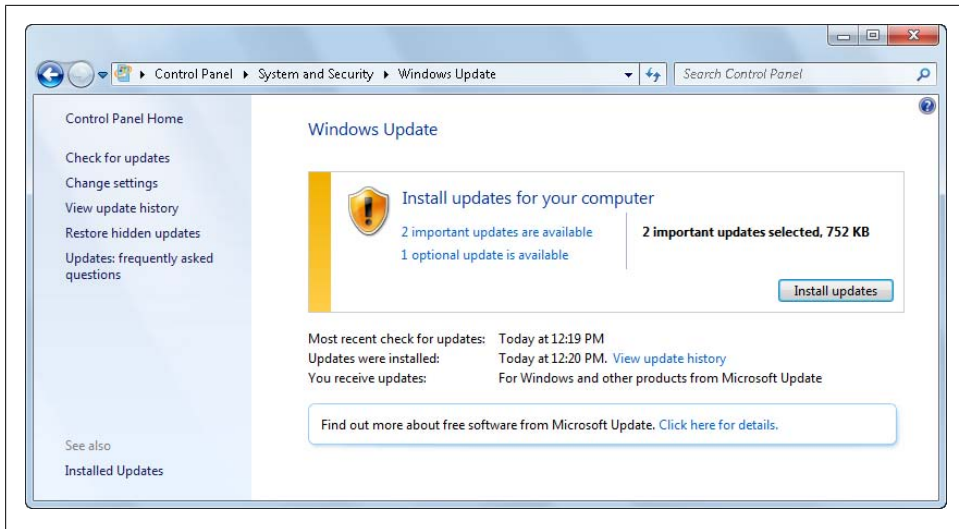 Control Panel ▸ System and Security ▸ Windows Update
Search Control Panel
Control Panel Home
Check for updates
Change settings
View update history
Restore hidden updates
Updates: frequently asked
questions
See also
Installed Updates
Windows Update
Install updates for your computer
2 important updates are available
1 optional update is available
2 important updates selected, 752 KB
Install updates
Most recent check for updates: Today at 12:19 PM
Updates were installed: Today at 12:20 PM. View update history
You receive updates: For Windows and other products from Microsoft Update
Find out more about free software from Microsoft Update. Click here for details.